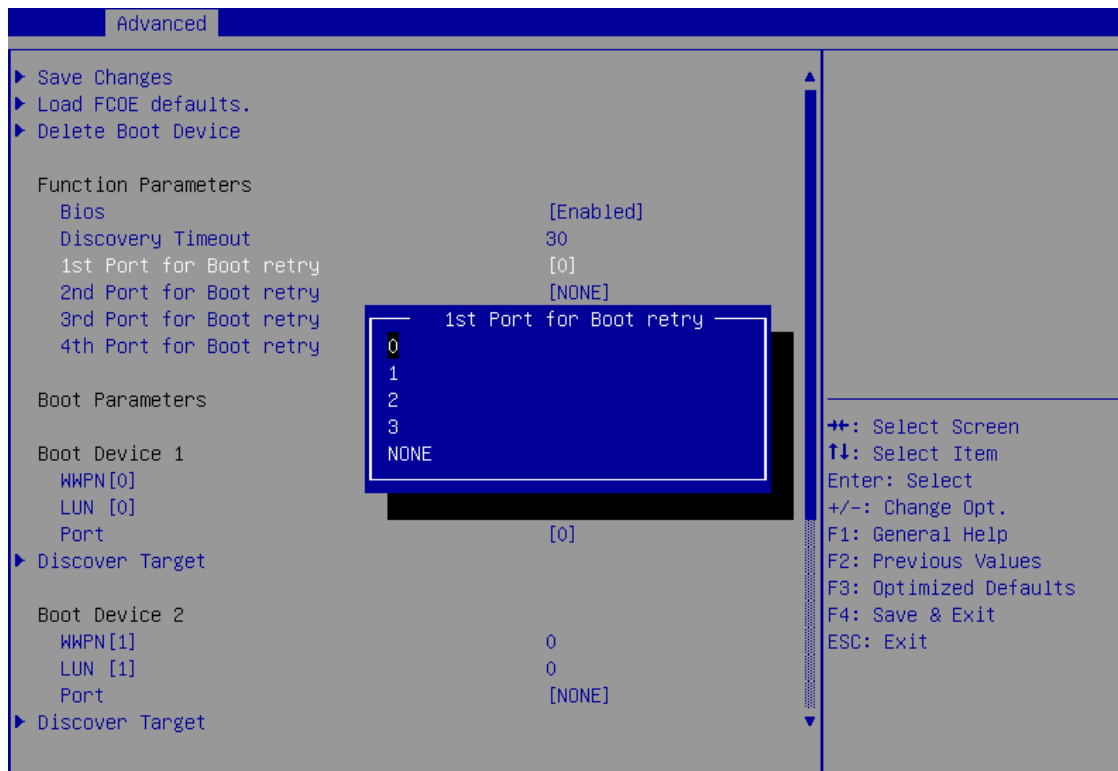 Advanced
Save Changes
Load FCOE defaults.
Delete Boot Device
Function Parameters
Bios [Enabled]
Discovery Timeout 30
1st Port for Boot retry [0]
2nd Port for Boot retry [NONE]
3rd Port for Boot retry
4th Port for Boot retry
1st Port for Boot retry
0
1
2
3
NONE
Boot Parameters
Boot Device 1
WWPN[0]
LUN [0]
Port [0]
Discover Target
Boot Device 2
WWPN[1] 0
LUN [1] 0
Port [NONE]
Discover Target
→←: Select Screen
↑↓: Select Item
Enter: Select
+/-: Change Opt.
F1: General Help
F2: Previous Values
F3: Optimized Defaults
F4: Save & Exit
ESC: Exit